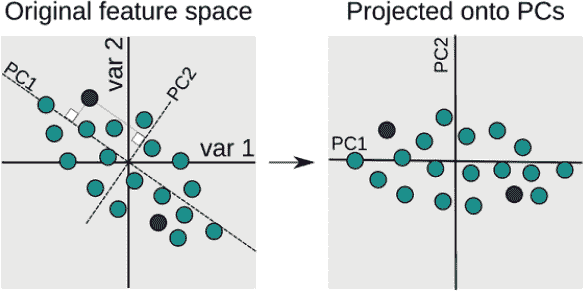 Original feature space
Projected onto PCs
PC1
var 2
PC2
var 1
PC2
PC1